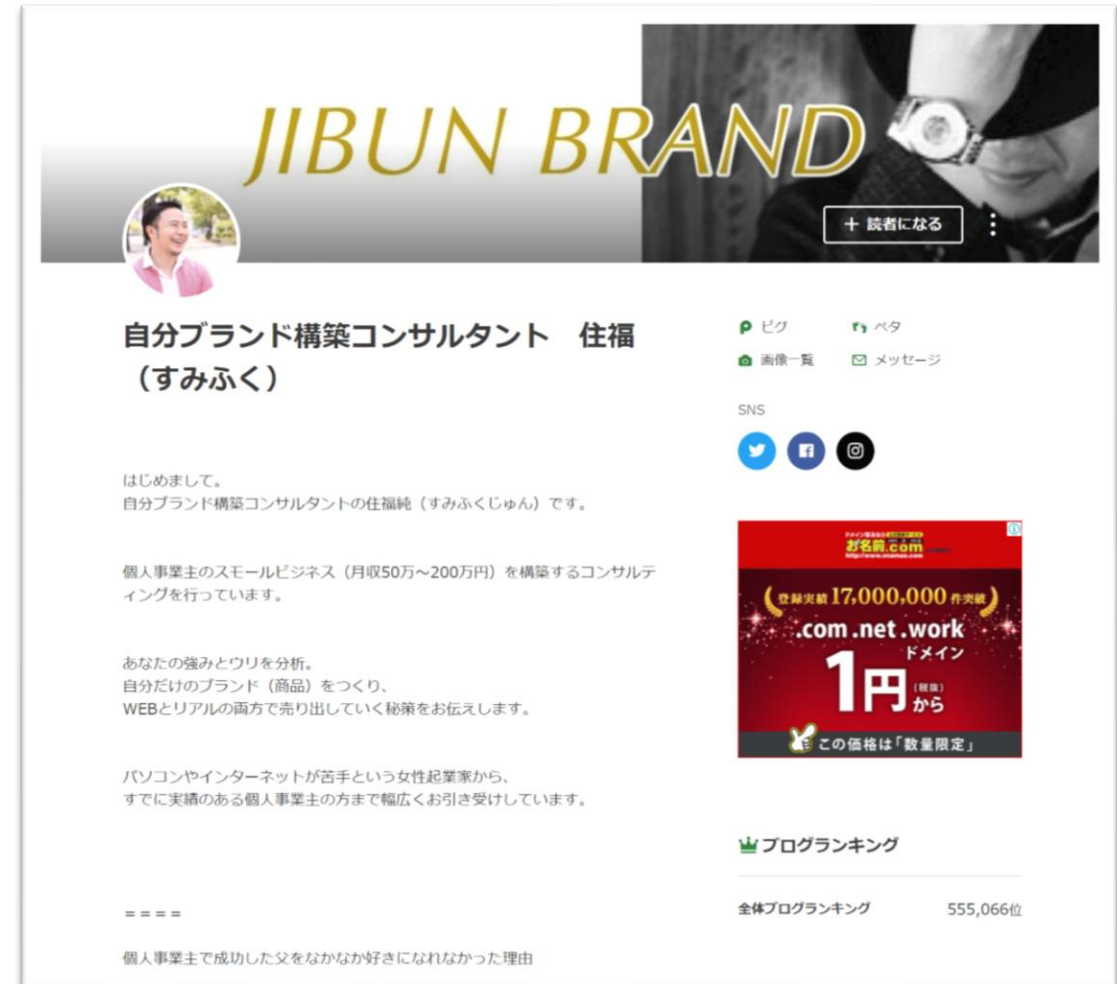 JIBUN BRAND
＋ 読者になる
自分ブランド構築コンサルタント　住福
（すみふく）
はじめまして。
自分ブランド構築コンサルタントの住福純（すみふくじゅん）です。
個人事業主のスモールビジネス（月収50万～200万円）を構築するコンサルテ
ィングを行っています。
あなたの強みとウリを分析。
自分だけのブランド（商品）をつくり、
WEBとリアルの両方で売り出していく秘策をお伝えします。
パソコンやインターネットが苦手という女性起業家から、
すでに実績のある個人事業主の方まで幅広くお引き受けしています。
＝＝＝＝
個人事業主で成功した父をなかなか好きになれなかった理由
ピグ
ペタ
画像一覧
メッセージ
SNS
お名前.com
登録実績 17,000,000 件突破
.com .net .work
ドメイン
1円 （税抜） から
この価格は「数量限定」
ブログランキング
全体ブログランキング 555,066位